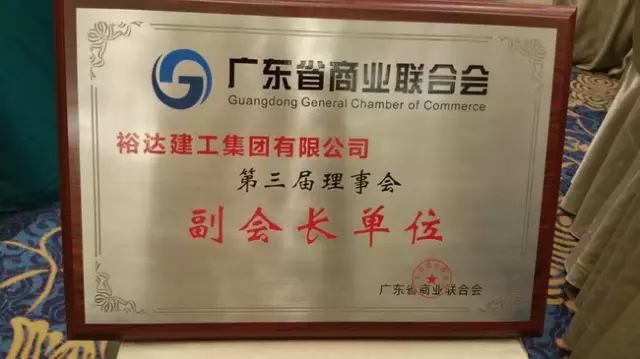 广东省商业联合会
Guangdong General Chamber of Commerce
裕达建工集团有限公司
第三届理事会
副会长单位
广东省商业联合会